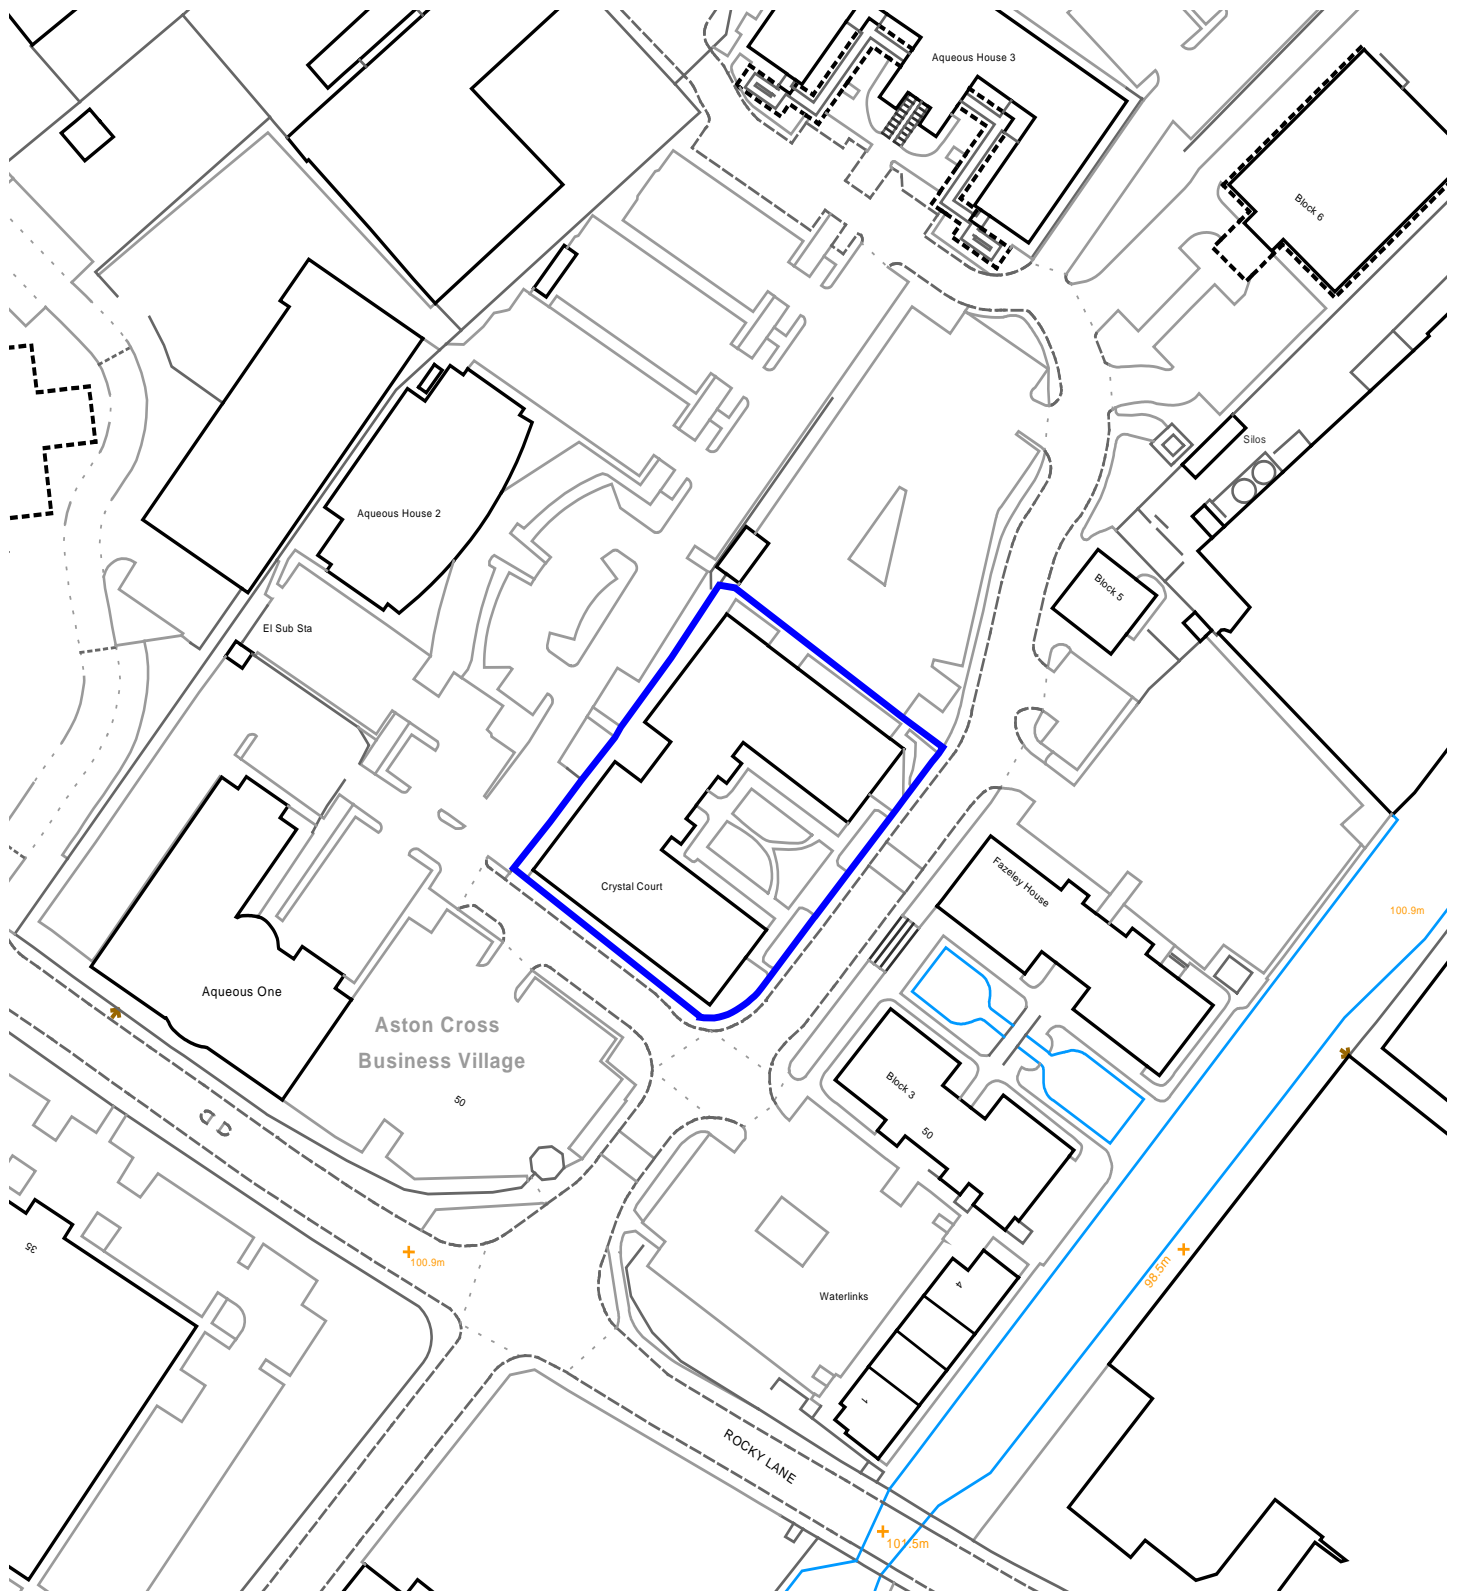 Aqueous House 3
Block 6
Silos
Aqueous House 2
Block 5
El Sub Sta
Crystal Court
Fazeley House
100.9m
Aqueous One
Aston Cross
Business Village
50
Block 3
50
35
100.9m
98.5m
4
Waterlinks
1
ROCKY LANE
101.5m